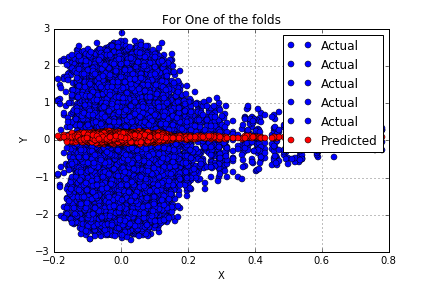 For One of the folds
3
2
1
0
−1
−2
−3
Y
Actual
Actual
Actual
Actual
Actual
Predicted
−0.2
0.0
0.2
0.4
0.6
0.8
X